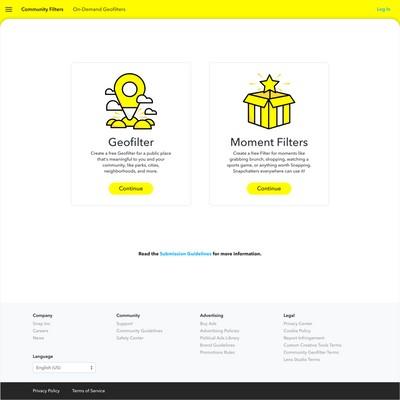 Community Filters
On-Demand Geofilters
Log In
Geofilter
Create a free Geofilter for a public place
that's meaningful to you and your
community, like parks, cities,
neighborhoods, and more.
Continue
Moment Filters
Create a free Filter for moments like
grabbing brunch, shopping, watching a
sports game, or anything worth Snapping.
Snapchatters everywhere can use it!
Continue
Read the Submission Guidelines for more information.
Company
Snap Inc.
Careers
News
Community
Support
Community Guidelines
Safety Center
Advertising
Buy Ads
Advertising Policies
Political Ads Library
Brand Guidelines
Promotions Rules
Legal
Privacy Center
Cookie Policy
Report Infringement
Custom Creative Tools Terms
Community Geofilter Terms
Lens Studio Terms
Language
English (US)
Privacy Policy
Terms of Service